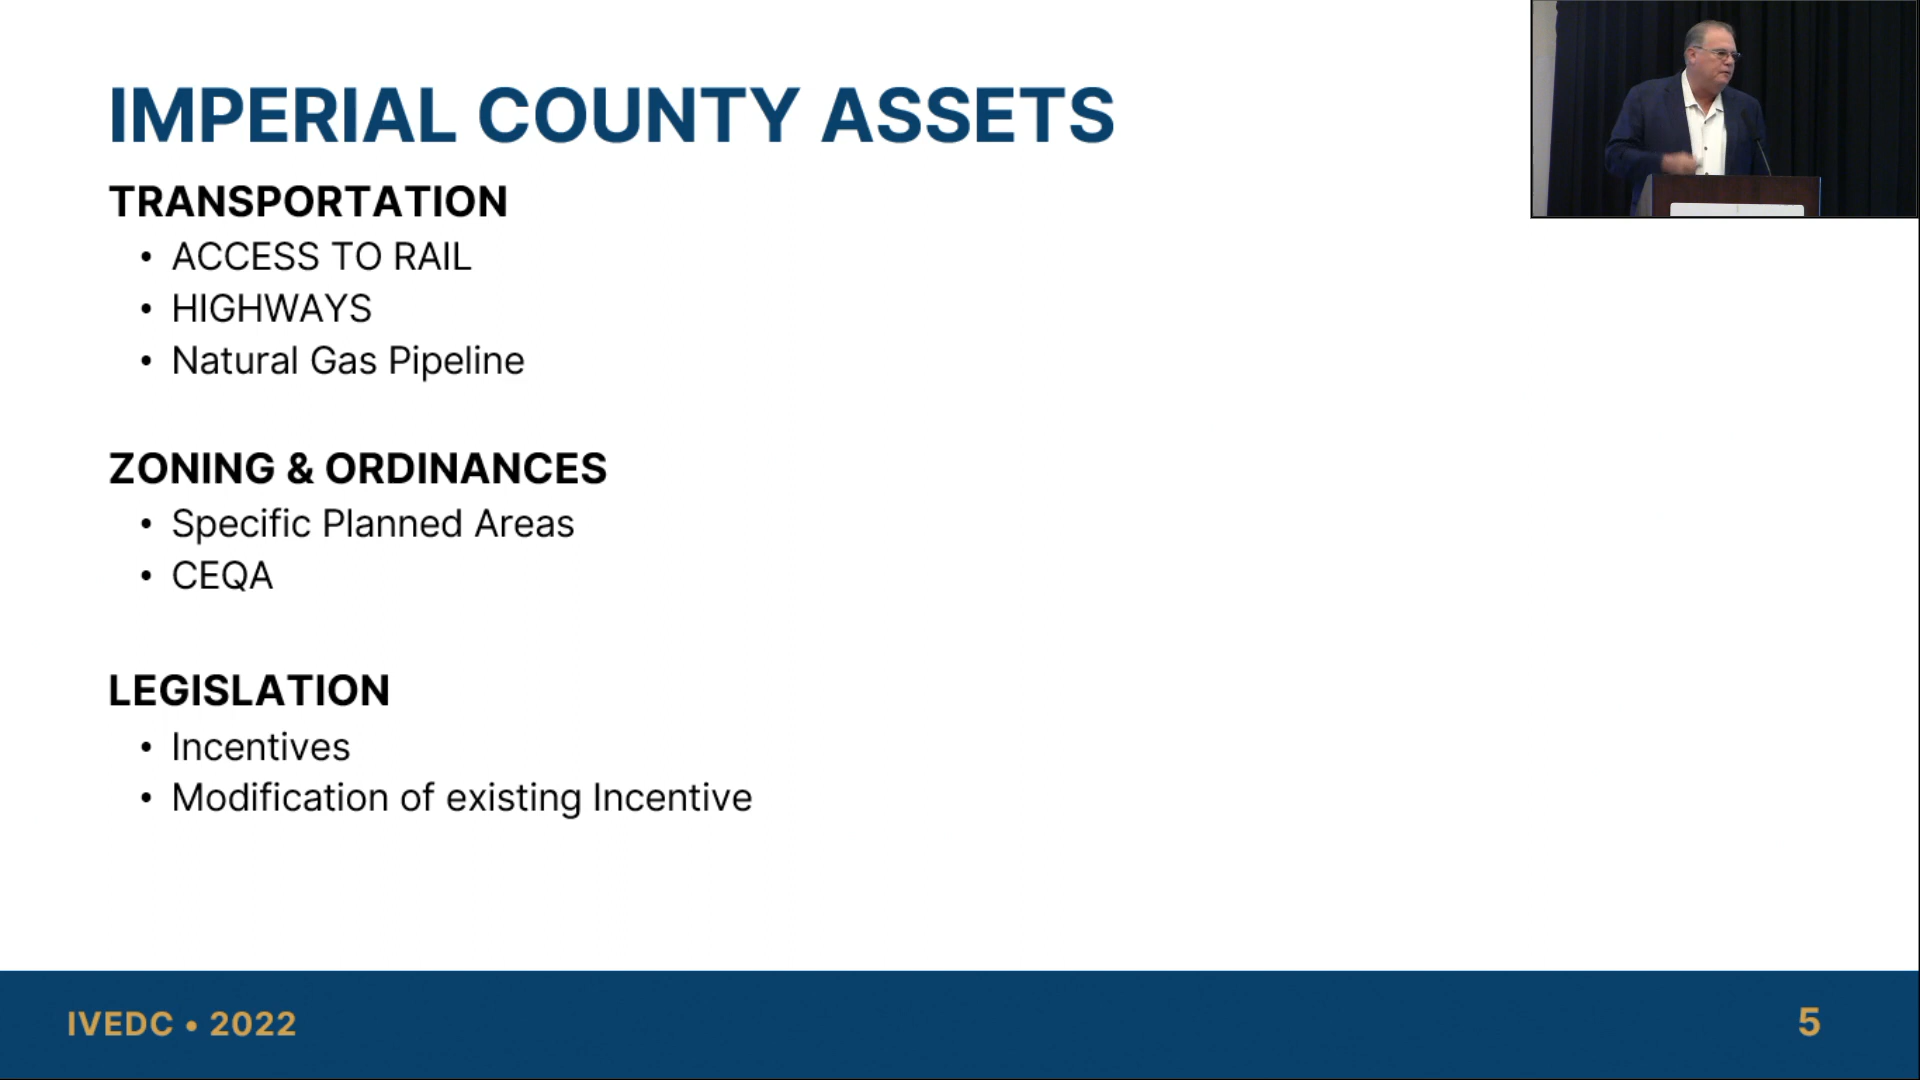 IMPERIAL COUNTY ASSETS
TRANSPORTATION
• ACCESS TO RAIL
• HIGHWAYS
• Natural Gas Pipeline
ZONING & ORDINANCES
• Specific Planned Areas
• CEQA
LEGISLATION
• Incentives
• Modification of existing Incentive
IVEDC • 2022
5